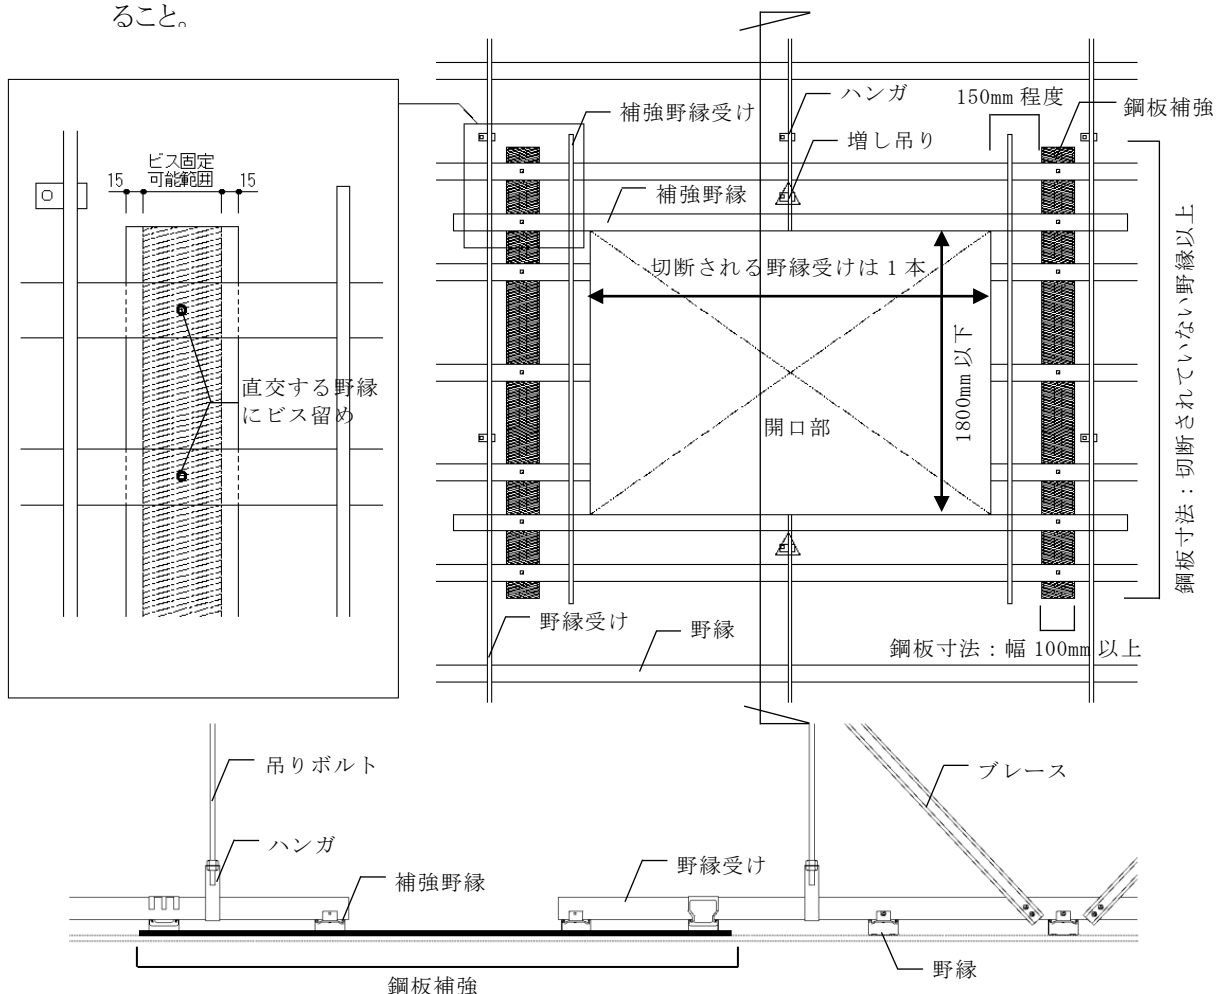 ること。
ビス固定
可能範囲
15
15
直交する野縁
にビス留め
補強野縁受け
ハンガ
150mm 程度
鋼板補強
増し吊り
補強野縁
切断される野縁受けは 1 本
1800mm 以下
開口部
鋼板寸法：切断されていない野縁以上
野縁受け
野縁
鋼板寸法：幅 100mm 以上
吊りボルト
ブレース
ハンガ
野縁受け
補強野縁
野縁
鋼板補強